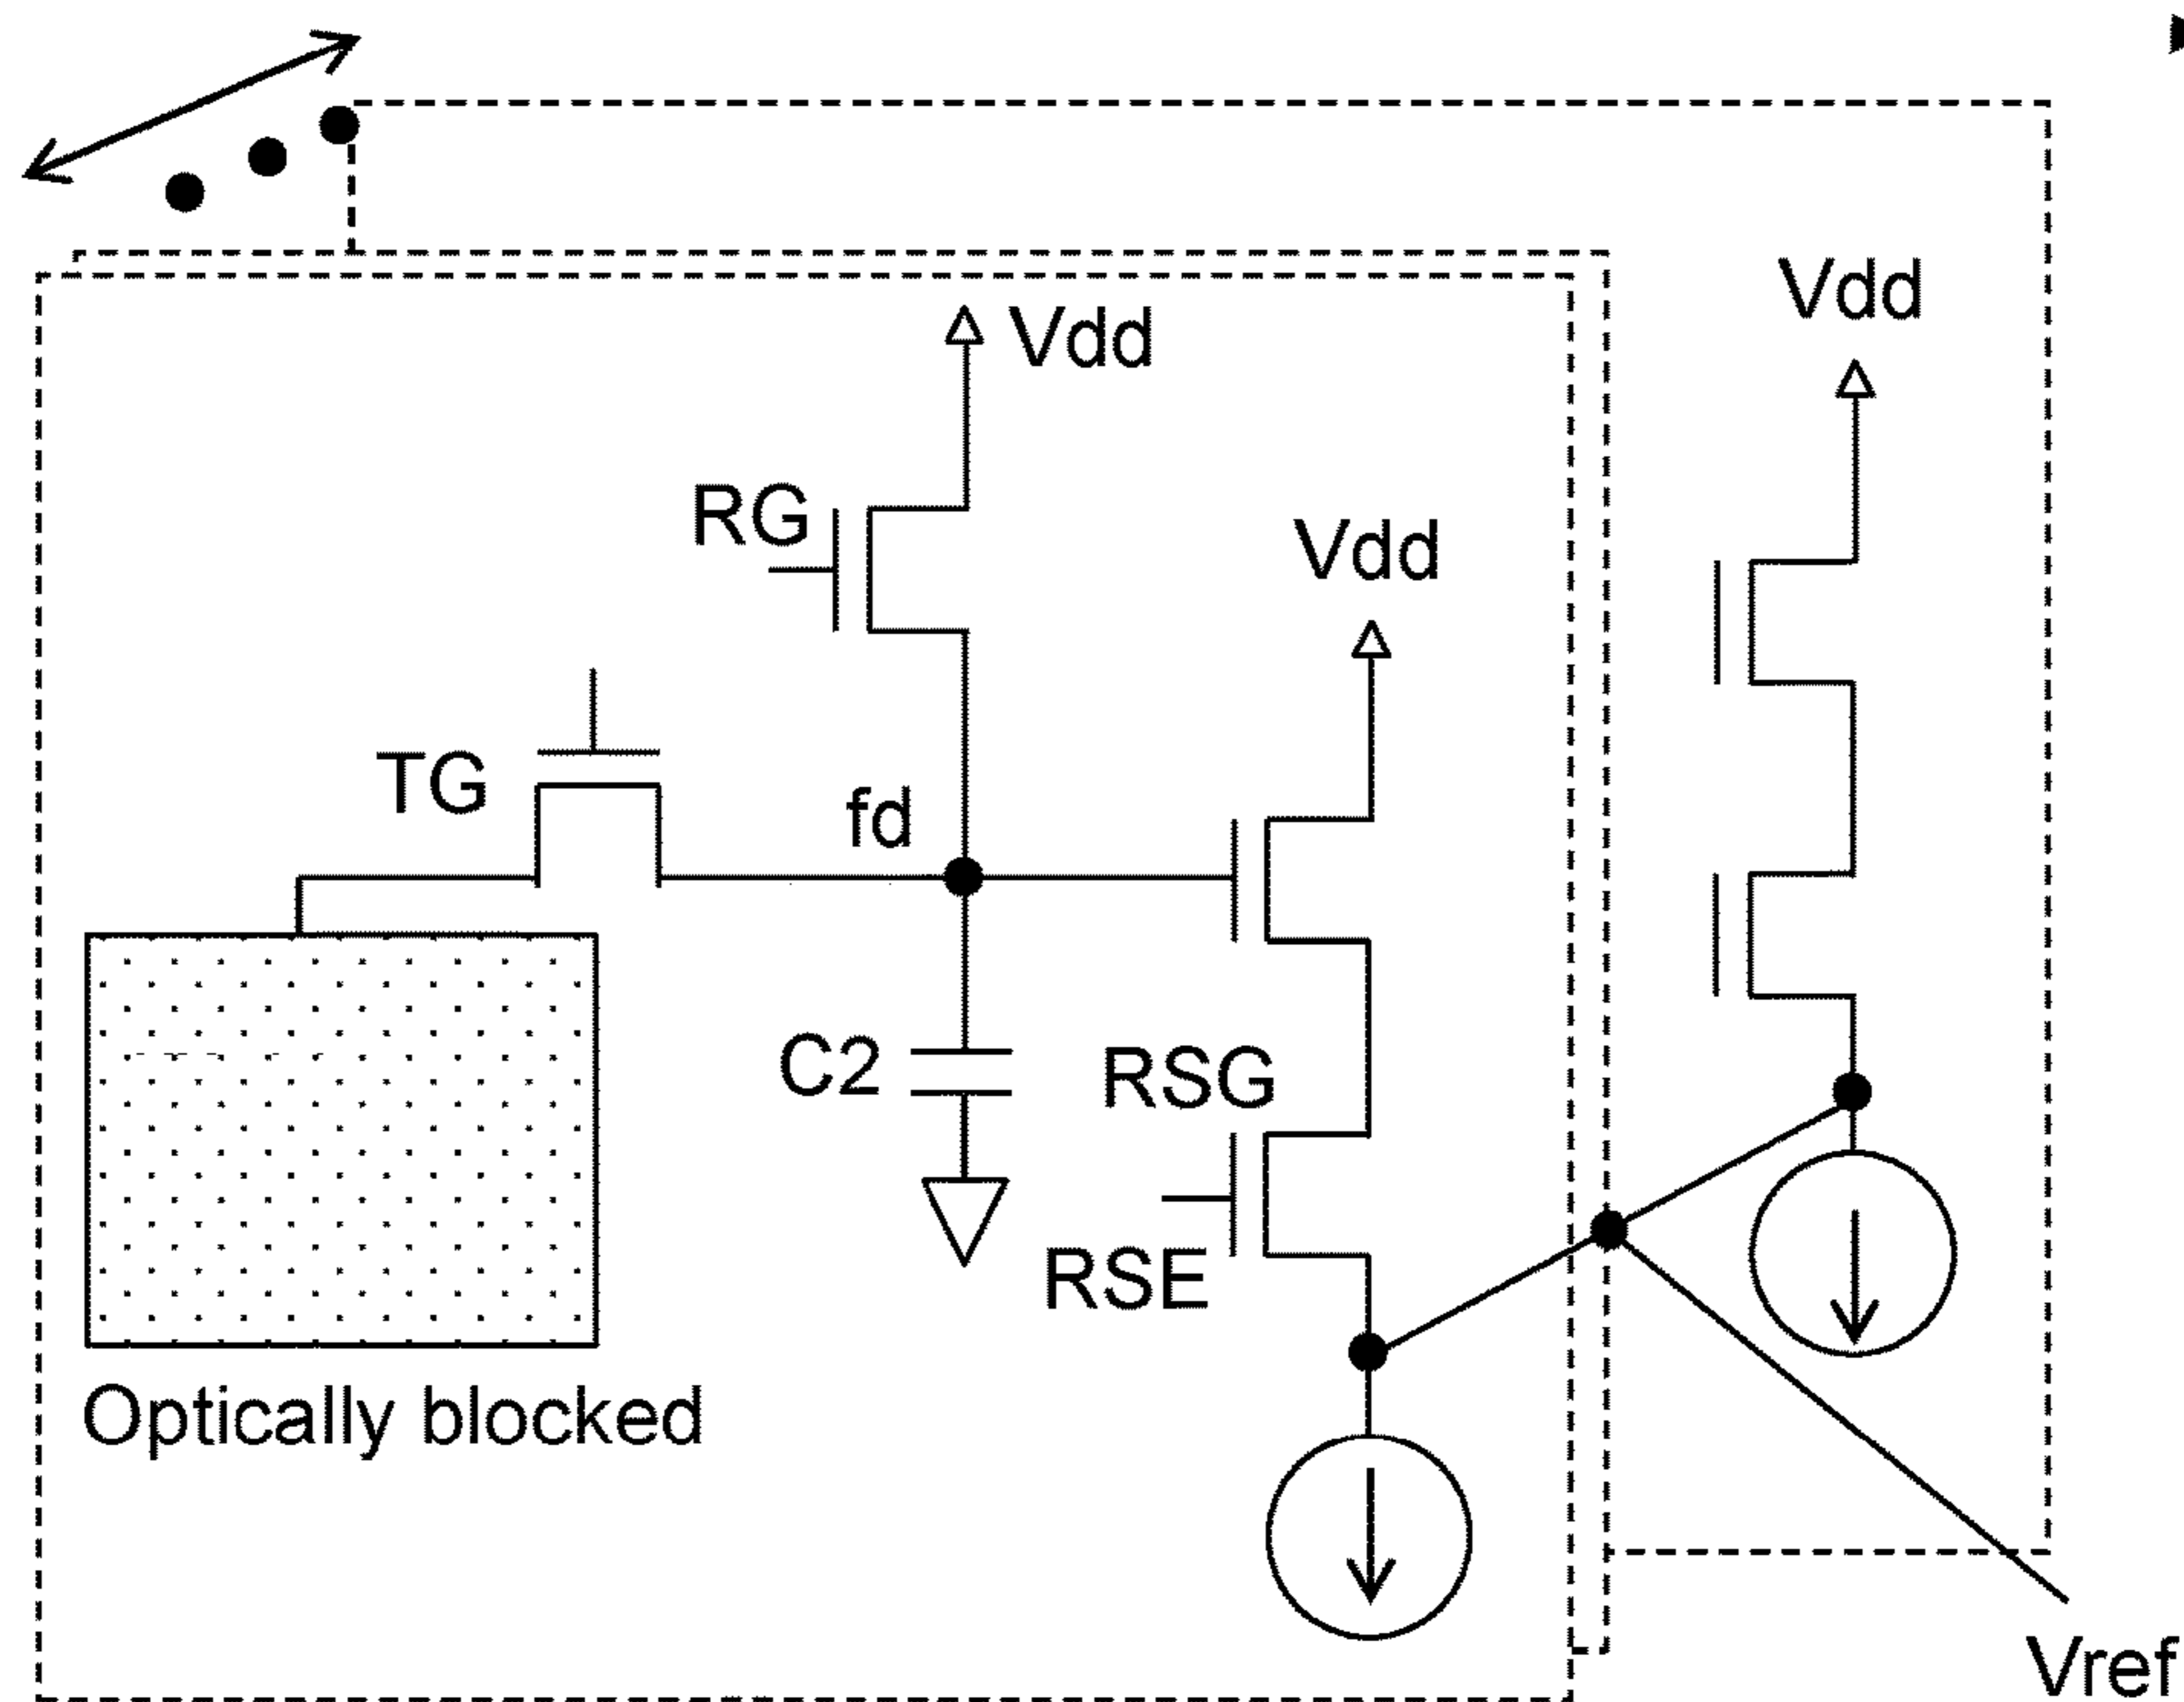 Vdd
Vdd
RG
Vdd
TG
fd
C2
RSG
RSE
Optically blocked
Vref